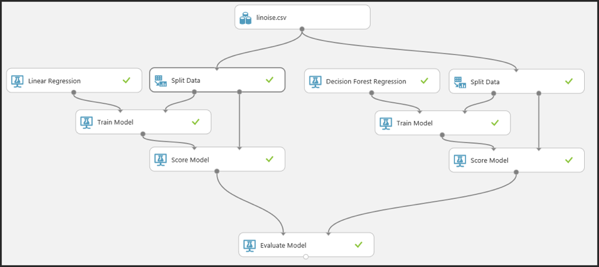 linoise.csv
Linear Regression
Split Data
Decision Forest Regression
Split Data
Train Model
Train Model
Score Model
Score Model
Evaluate Model